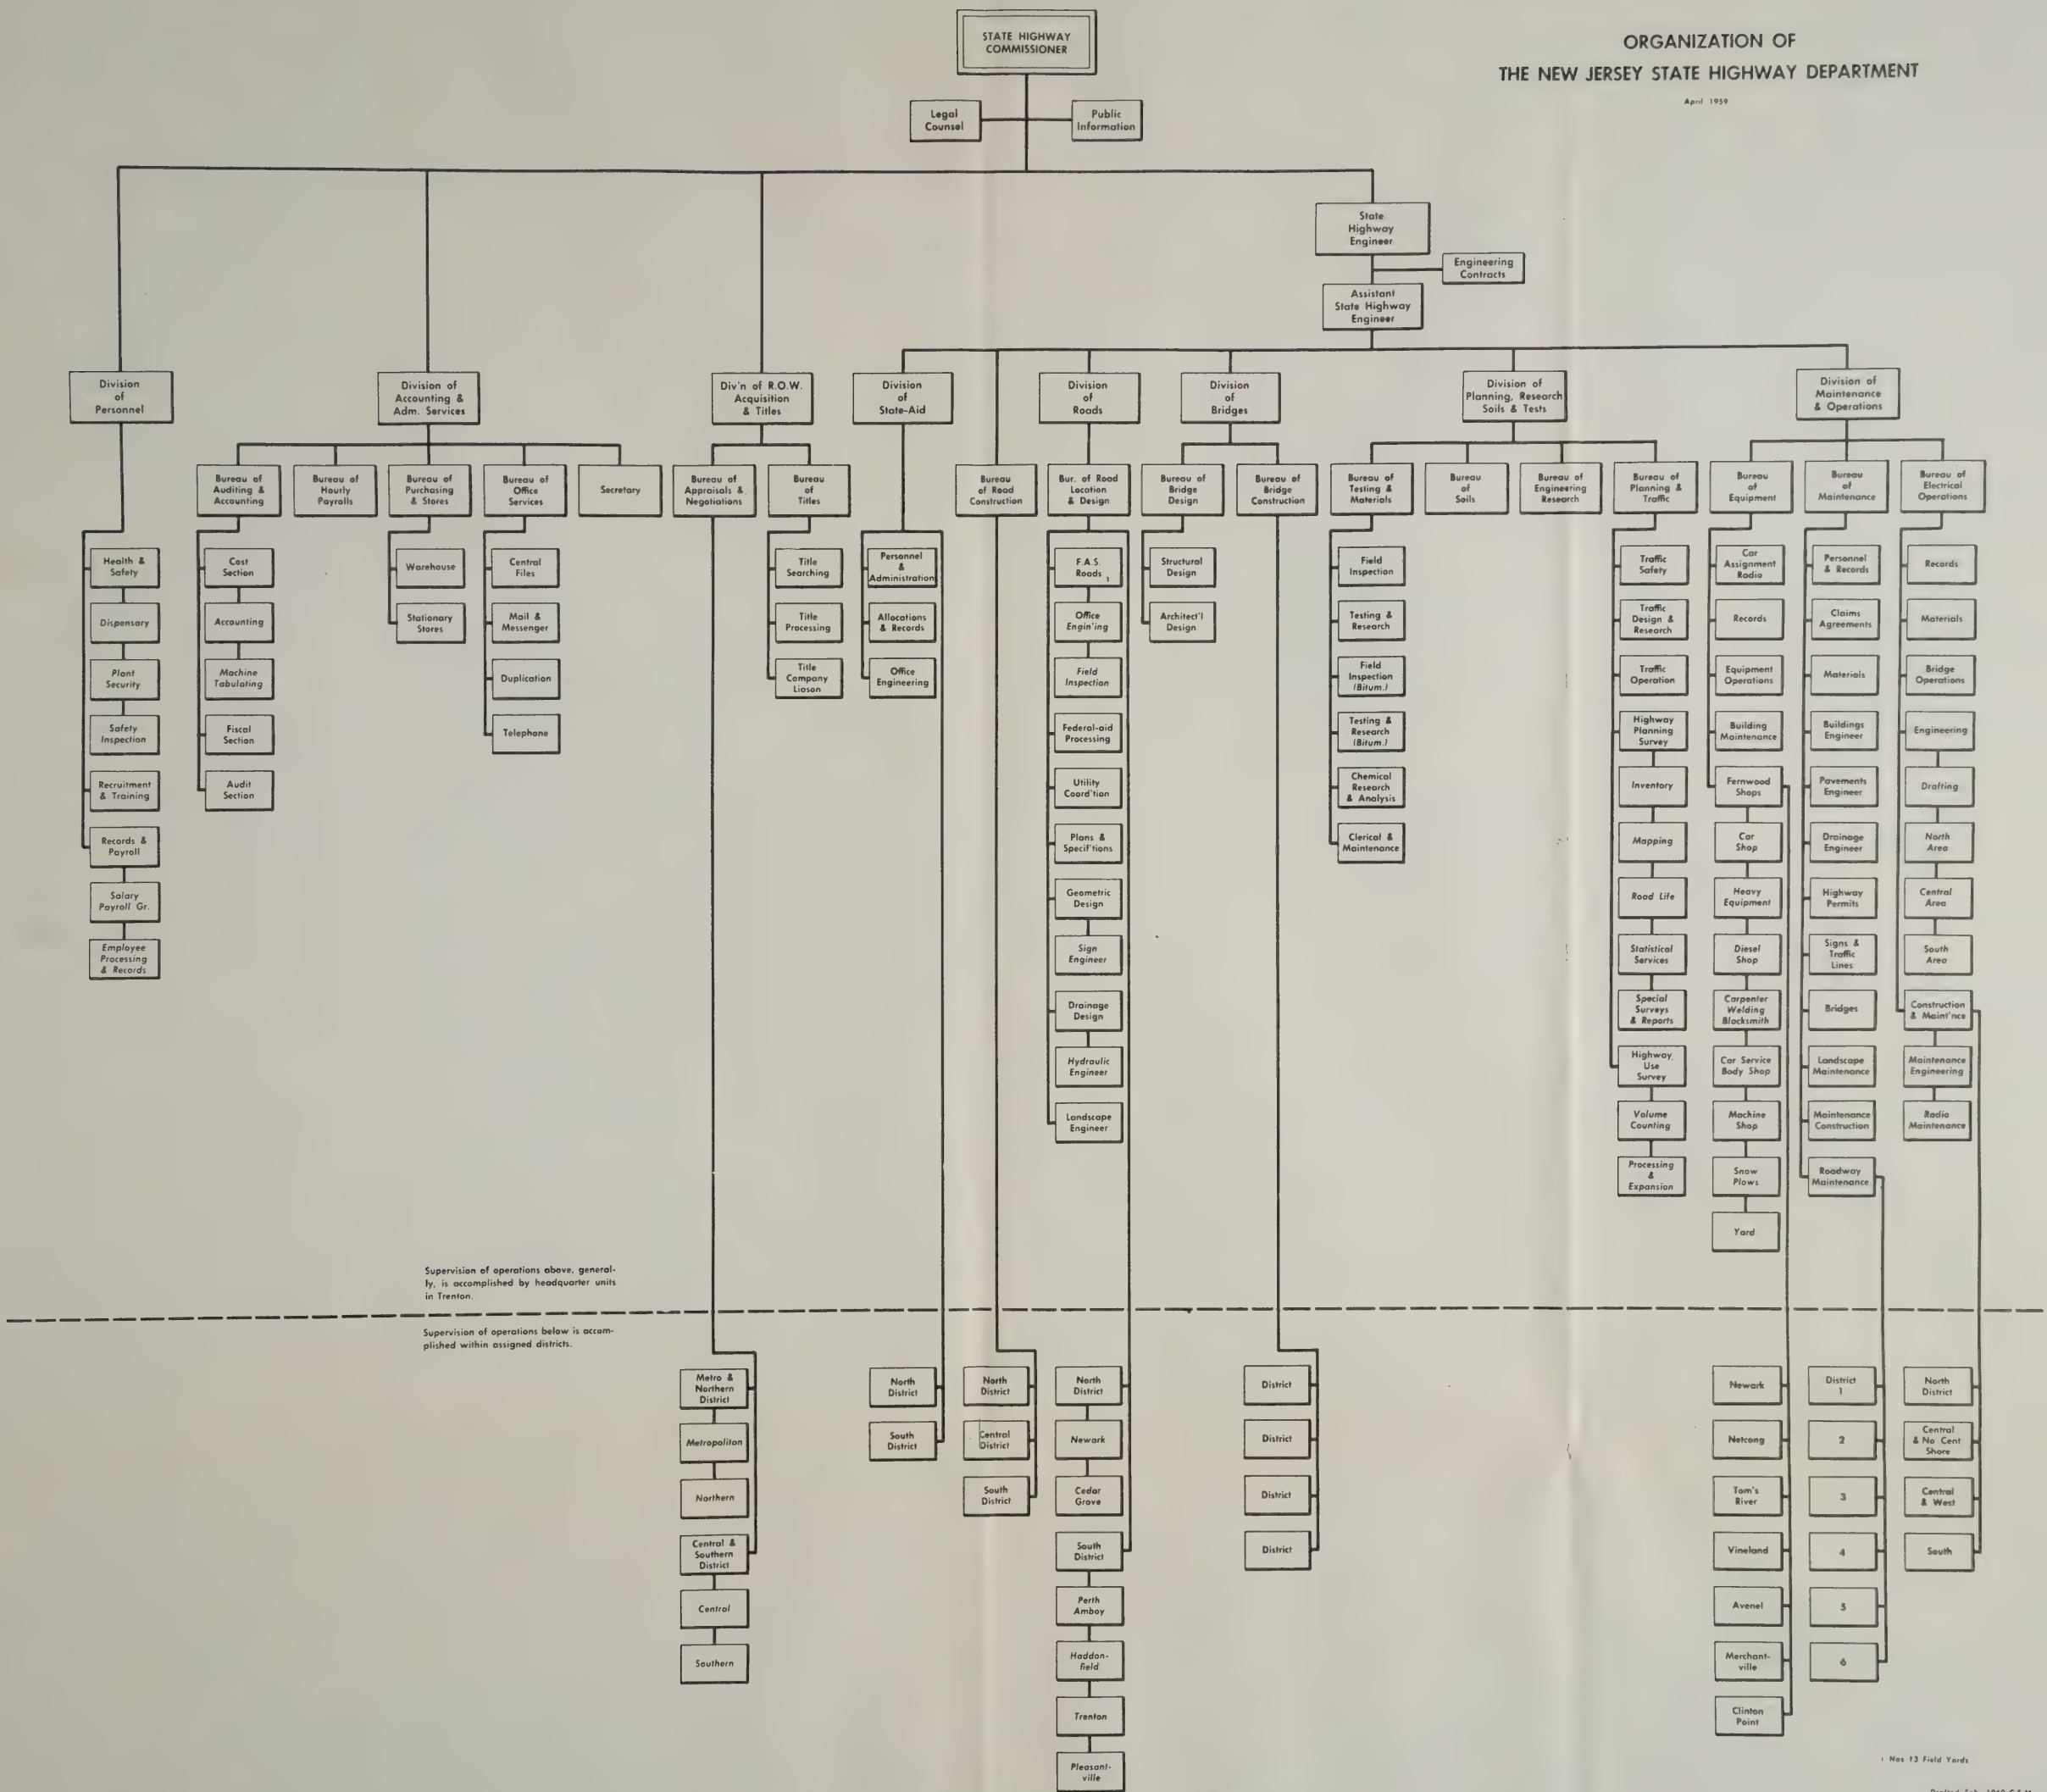 STATE HIGHWAY
COMMISSIONER
ORGANIZATION OF
THE NEW JERSEY STATE HIGHWAY DEPARTMENT
April 1959
Legal
Counsel
Public
Information
State
Highway
Engineer
Engineering
Contracts
Assistant
State Highway
Engineer
Division
of
Personnel
Division of
Accounting &
Adm. Services
Div'n of R.O.W.
Acquisition
& Titles
Division
of
State-Aid
Division
of
Roads
Division
of
Bridges
Division of
Planning, Research
Soils & Tests
Division of
Maintenance
& Operations
Bureau of
Auditing &
Accounting
Bureau of
Hourly
Payrolls
Bureau of
Purchasing
& Stores
Bureau of
Office
Services
Secretary
Bureau of
Appraisals &
Negotiations
Bureau
of
Titles
Bureau
of Road
Construction
Bur. of Road
Location
& Design
Bureau of
Bridge
Design
Bureau of
Bridge
Construction
Bureau of
Testing &
Materials
Bureau
of
Soils
Bureau of
Engineering
Research
Bureau of
Planning &
Traffic
Bureau
of
Equipment
Bureau
of
Maintenance
Bureau of
Electrical
Operations
Health &
Safety
Dispensary
Plant
Security
Safety
Inspection
Recruitment
& Training
Records &
Payroll
Salary
Payroll Gr.
Employee
Processing
& Records
Cost
Section
Accounting
Machine
Tabulating
Fiscal
Section
Audit
Section
Warehouse
Stationary
Stores
Central
Files
Mail &
Messenger
Duplication
Telephone
Title
Searching
Title
Processing
Title
Company
Liason
Personnel
&
Administration
Allocations
& Records
Office
Engineering
F.A.S.
Roads 1
Office
Engin'ing
Field
Inspection
Federal-aid
Processing
Utility
Coord'tion
Plans &
Specif'tions
Geometric
Design
Sign
Engineer
Drainage
Design
Hydraulic
Engineer
Landscape
Engineer
Structural
Design
Architect'l
Design
Field
Inspection
Testing &
Research
Field
Inspection
(Bitum.)
Testing &
Research
(Bitum.)
Chemical
Research
& Analysis
Clerical &
Maintenance
Traffic
Safety
Traffic
Design &
Research
Traffic
Operation
Highway
Planning
Survey
Inventory
Mapping
Road Life
Statistical
Services
Special
Surveys
& Reports
Highway
Use
Survey
Volume
Counting
Processing
&
Expansion
Car
Assignment
Radio
Records
Equipment
Operations
Building
Maintenance
Fernwood
Shops
Car
Shop
Heavy
Equipment
Diesel
Shop
Carpenter
Welding
Blacksmith
Car Service
Body Shop
Machine
Shop
Snow
Plows
Yard
Personnel
& Records
Claims
Agreements
Materials
Buildings
Engineer
Pavements
Engineer
Drainage
Engineer
Highway
Permits
Signs &
Traffic
Lines
Bridges
Landscape
Maintenance
Maintenance
Construction
Roadway
Maintenance
Records
Materials
Bridge
Operations
Engineering
Drafting
North
Area
Central
Area
South
Area
Construction
& Maint'nce
Maintenance
Engineering
Radio
Maintenance
Supervision of operations above, general-
ly, is accomplished by headquarter units
in Trenton.
Supervision of operations below is accom-
plished within assigned districts.
Metro &
Northern
District
Metropolitan
Northern
Central &
Southern
District
Central
Southern
North
District
South
District
North
District
Central
District
South
District
North
District
Newark
Cedar
Grove
South
District
Perth
Amboy
Haddon-
field
Trenton
Pleasant-
ville
District
District
District
District
Newark
Netcong
Tom's
River
Vineland
Avenel
Merchant-
ville
Clinton
Point
District
1
2
3
4
5
6
North
District
Central
& No Cent
Shore
Central
& West
South
Has 13 Field Yards